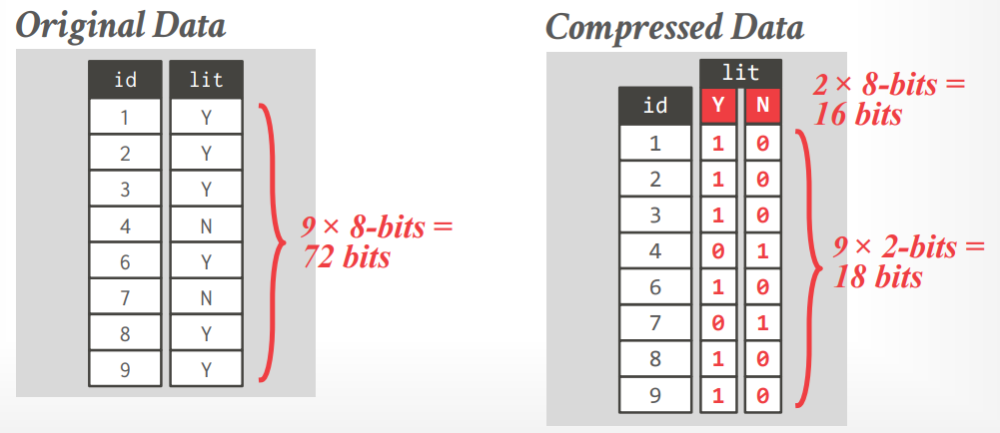 Original Data
id lit
1 Y
2 Y
3 Y
4 N
6 Y
7 N
8 Y
9 Y
9 × 8-bits =
72 bits
Compressed Data
lit
id Y N
1 1 0
2 1 0
3 1 0
4 0 1
6 1 0
7 0 1
8 1 0
9 1 0
2 × 8-bits =
16 bits
9 × 2-bits =
18 bits